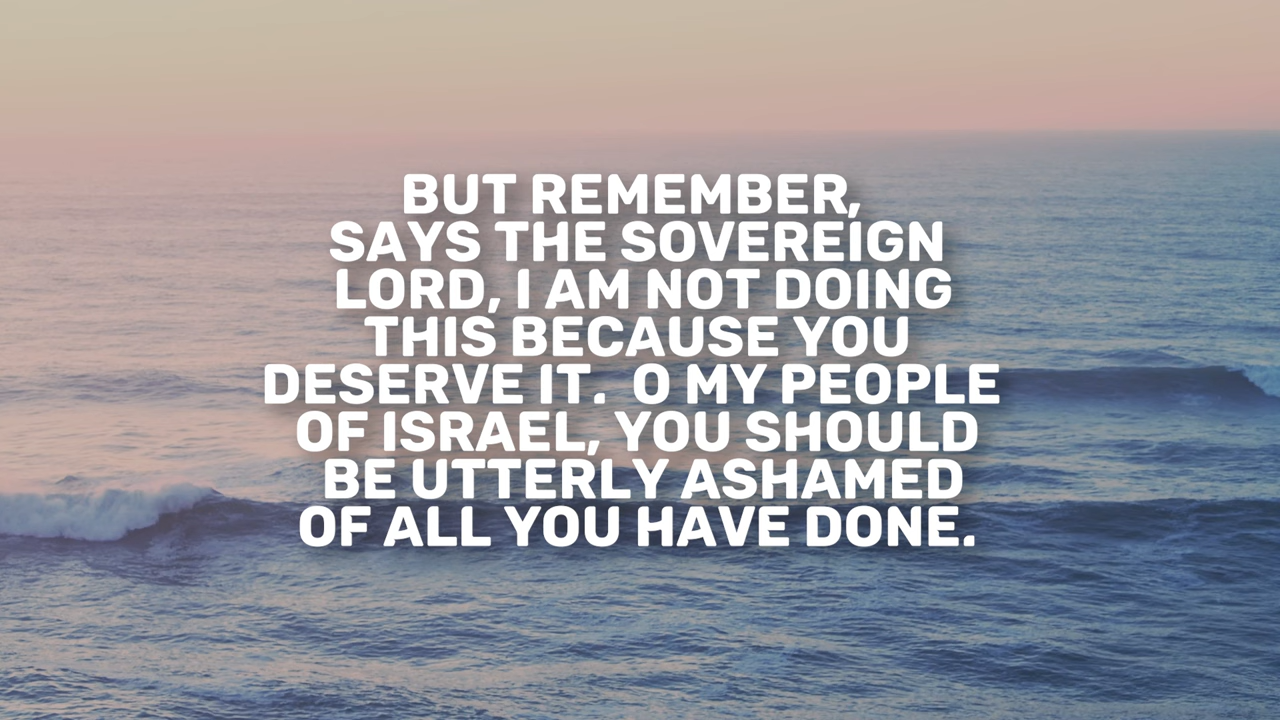 BUT REMEMBER,
SAYS THE SOVEREIGN
LORD, I AM NOT DOING
THIS BECAUSE YOU
DESERVE IT.  O MY PEOPLE
OF ISRAEL, YOU SHOULD
BE UTTERLY ASHAMED
OF ALL YOU HAVE DONE.